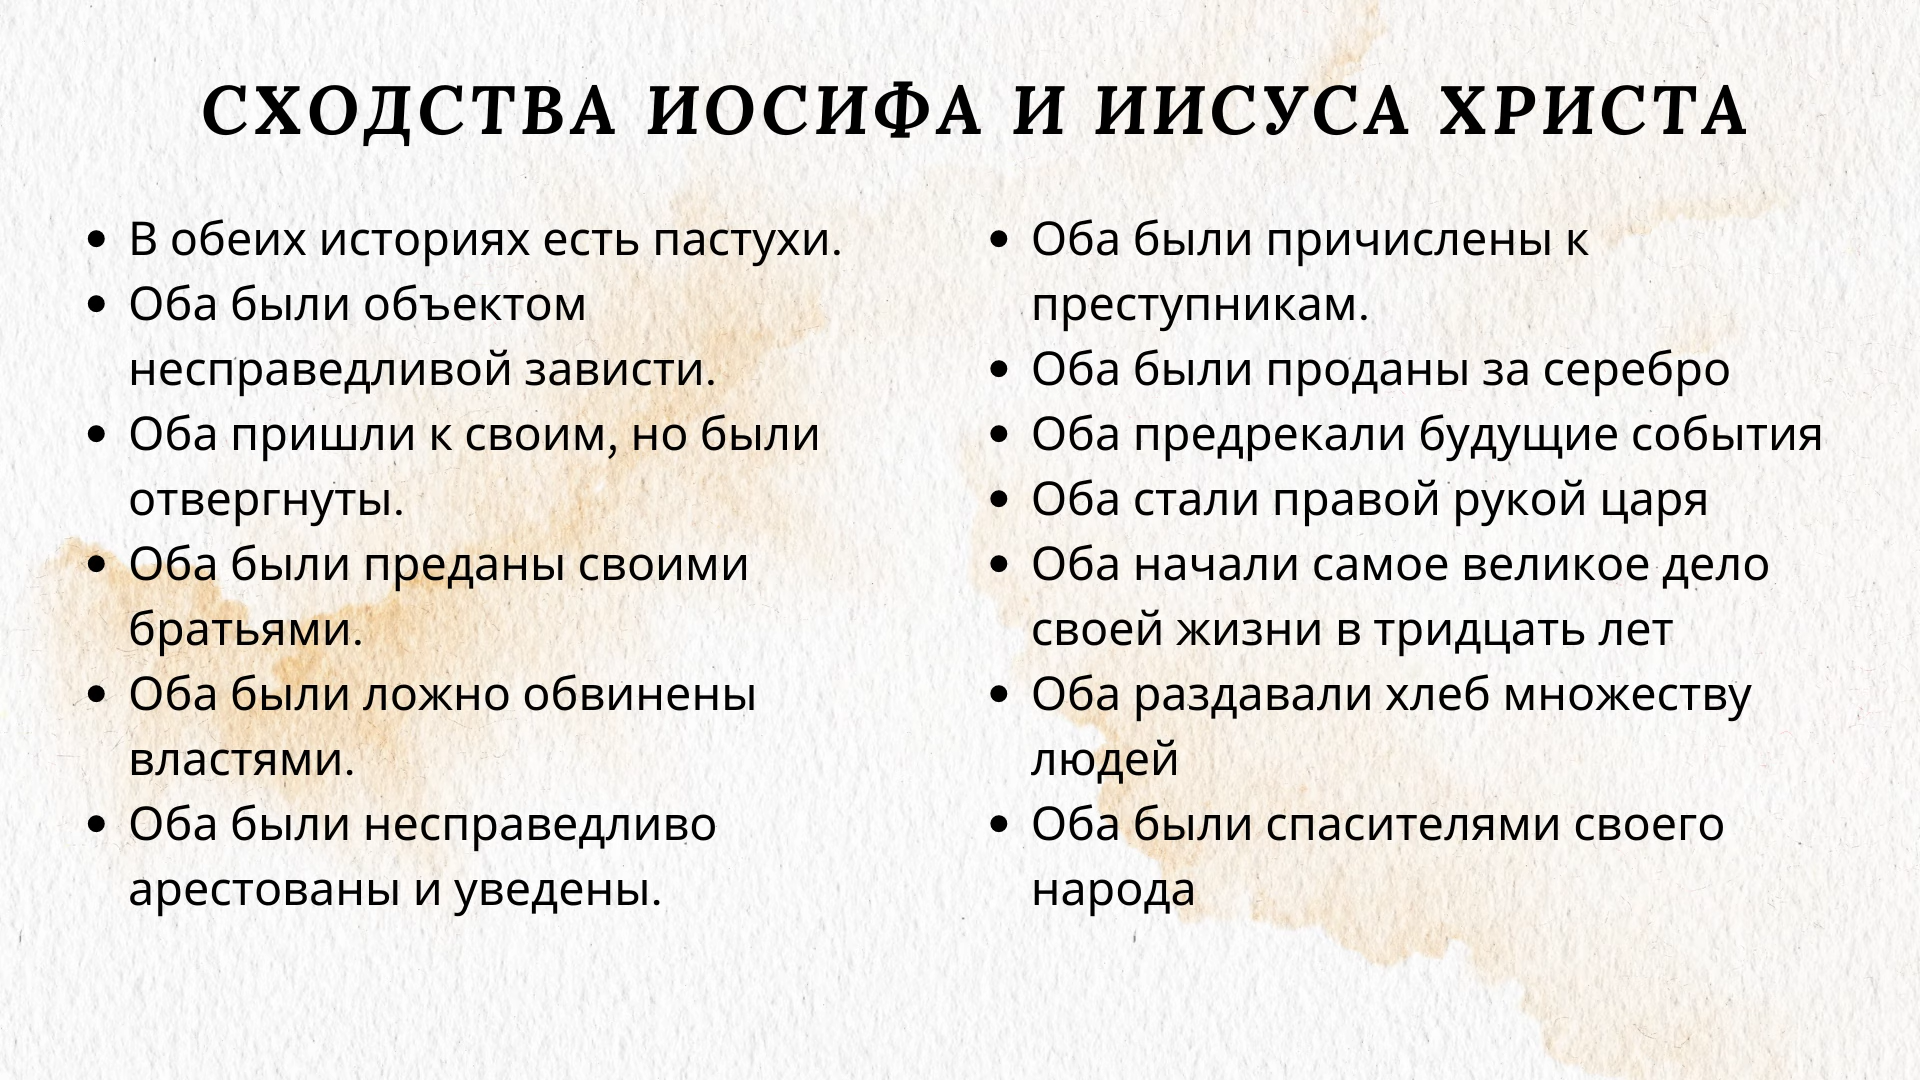 СХОДСТВА ИОСИФА И ИИСУСА ХРИСТА
• В обеих историях есть пастухи.
• Оба были объектом
несправедливой зависти.
• Оба пришли к своим, но были
отвергнуты.
• Оба были преданы своими
братьями.
• Оба были ложно обвинены
властями.
• Оба были несправедливо
арестованы и уведены.
• Оба были причислены к
преступникам.
• Оба были проданы за серебро
• Оба предрекали будущие события
• Оба стали правой рукой царя
• Оба начали самое великое дело
своей жизни в тридцать лет
• Оба раздавали хлеб множеству
людей
• Оба были спасителями своего
народа